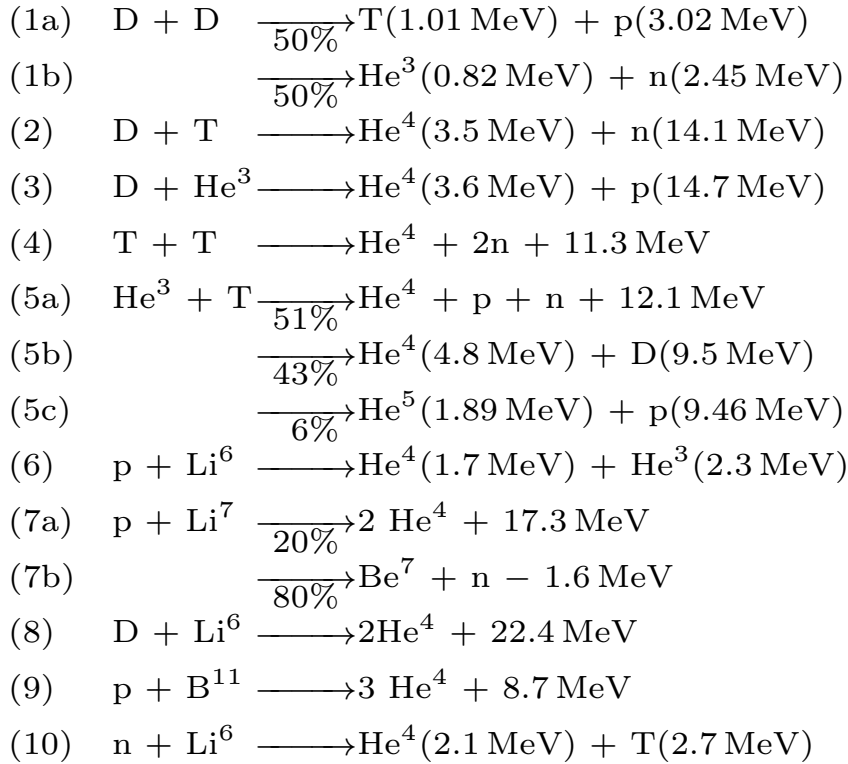 (1a) D + D ⟶ 50% T(1.01 MeV) + p(3.02 MeV)
(1b) ⟶ 50% He³(0.82 MeV) + n(2.45 MeV)
(2) D + T ⟶ He⁴(3.5 MeV) + n(14.1 MeV)
(3) D + He³ ⟶ He⁴(3.6 MeV) + p(14.7 MeV)
(4) T + T ⟶ He⁴ + 2n + 11.3 MeV
(5a) He³ + T ⟶ 51% He⁴ + p + n + 12.1 MeV
(5b) ⟶ 43% He⁴(4.8 MeV) + D(9.5 MeV)
(5c) ⟶ 6% He⁵(1.89 MeV) + p(9.46 MeV)
(6) p + Li⁶ ⟶ He⁴(1.7 MeV) + He³(2.3 MeV)
(7a) p + Li⁷ ⟶ 20% 2 He⁴ + 17.3 MeV
(7b) ⟶ 80% Be⁷ + n − 1.6 MeV
(8) D + Li⁶ ⟶ 2He⁴ + 22.4 MeV
(9) p + B¹¹ ⟶ 3 He⁴ + 8.7 MeV
(10) n + Li⁶ ⟶ He⁴(2.1 MeV) + T(2.7 MeV)